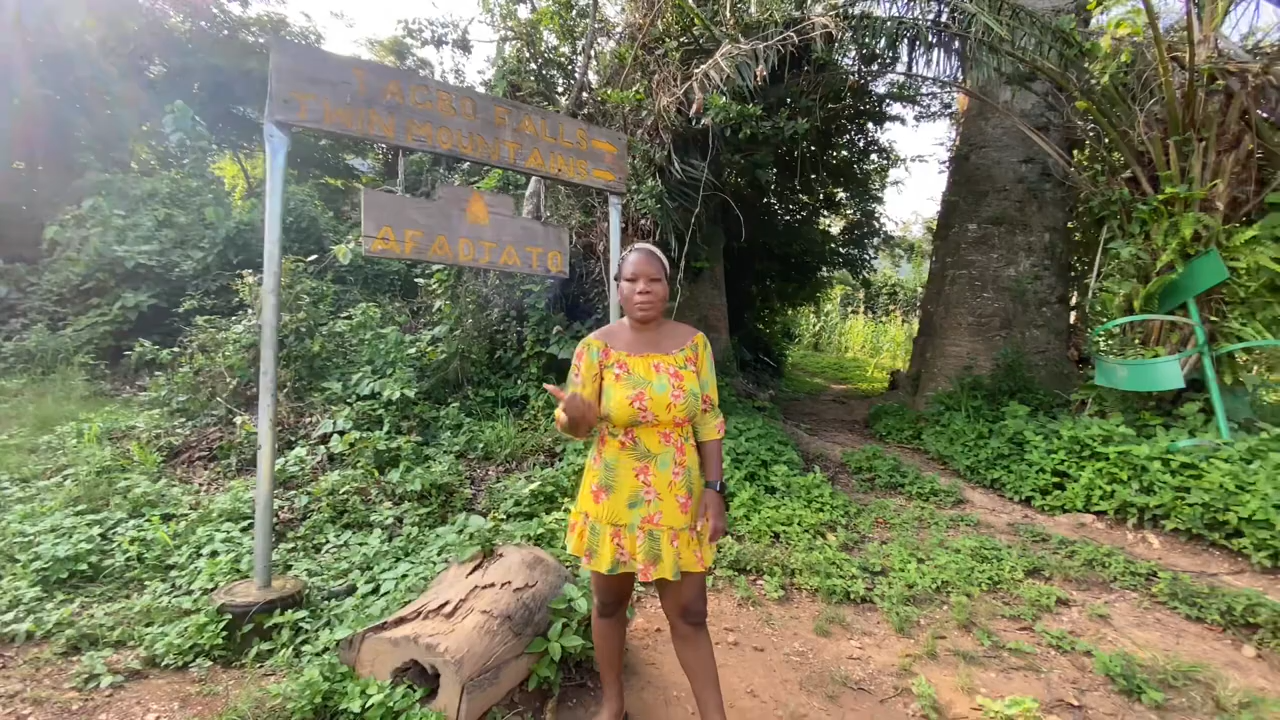 TAGBO FALLS →
TWIN MOUNTAINS →
AFADJATO